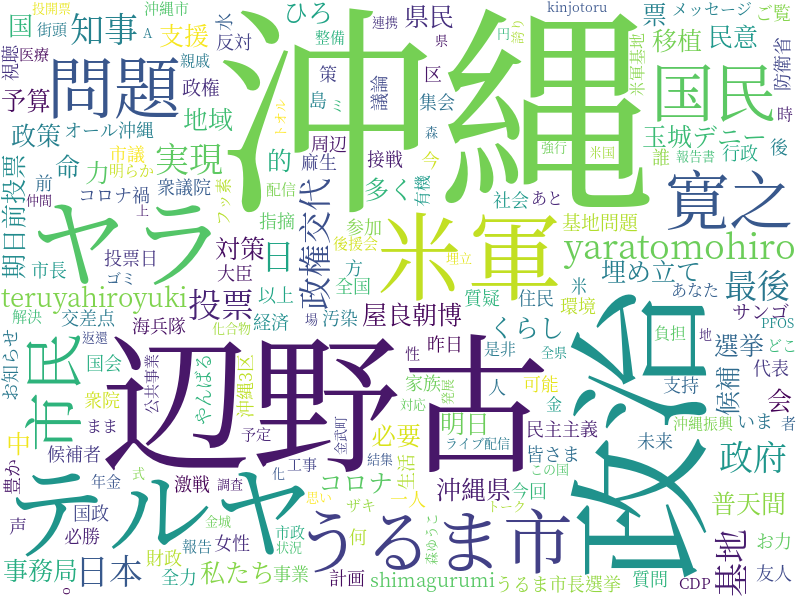 沖縄
辺野古
政治
米軍
テルヤ
ヤラ
うるま市
国民
問題
市民
寛之
知事
yaratomohiro
teruyahiroyuki
政権交代
投票
屋良朝博
最後
埋め立て
玉城デニー
移植
民意
票
県民
ひろ
支援
国
水
反対
整備
沖縄市
投開票
街頭
A
連携
県
円
誇り
kinjotoru
メッセージ
ご覧
防衛省
時
後
米軍基地
区
策
島
ミ
議論
集会
周辺
麻生
接戦
今
トオル
森
強行
米国
誰
報告書
行政
視聴
医療
親戚
政権
予算
政策
オール沖縄
地域
実現
的
多く
市議
明らか
力
命
前
仲間
コロナ禍
上
衆議院
フッ素
配信
指摘
参加
有機
社会
あと
基地問題
期日前投票
市長
投票日
ゴミ
対策
大臣
日
後援会
埋立
方
全国
質疑
住民
環境
米
あなた
サンゴ
PFOS
負担
地
どこ
以上
経済
交差点
海兵隊
化合物
場
汚染
くらし
選挙
代表
お知らせ
解決
返還
国会
公共事業
やんばる
沖縄3区
性
昨日
是非
全県
家族
発展
人
可能
金
候補
支持
会
沖縄振興
いま
者
衆院
まま
中
豊か
候補者
予定
金武町
対応
明日
ライブ配信
民主主義
皆さま
未来
政府
必要
生活
年金
式
激戦
調査
工事
化
コロナ
結集
ザキ
一人
沖縄県
今回
この国
普天間
声
国政
必勝
思い
金城
女性
市政
状況
何
森ゆうこ
トーク
基地
お力
事務局
日本
財政
報告
全力
私たち
事業
計画
shimagurumi
うるま市長選挙
質問
CDP
友人
o